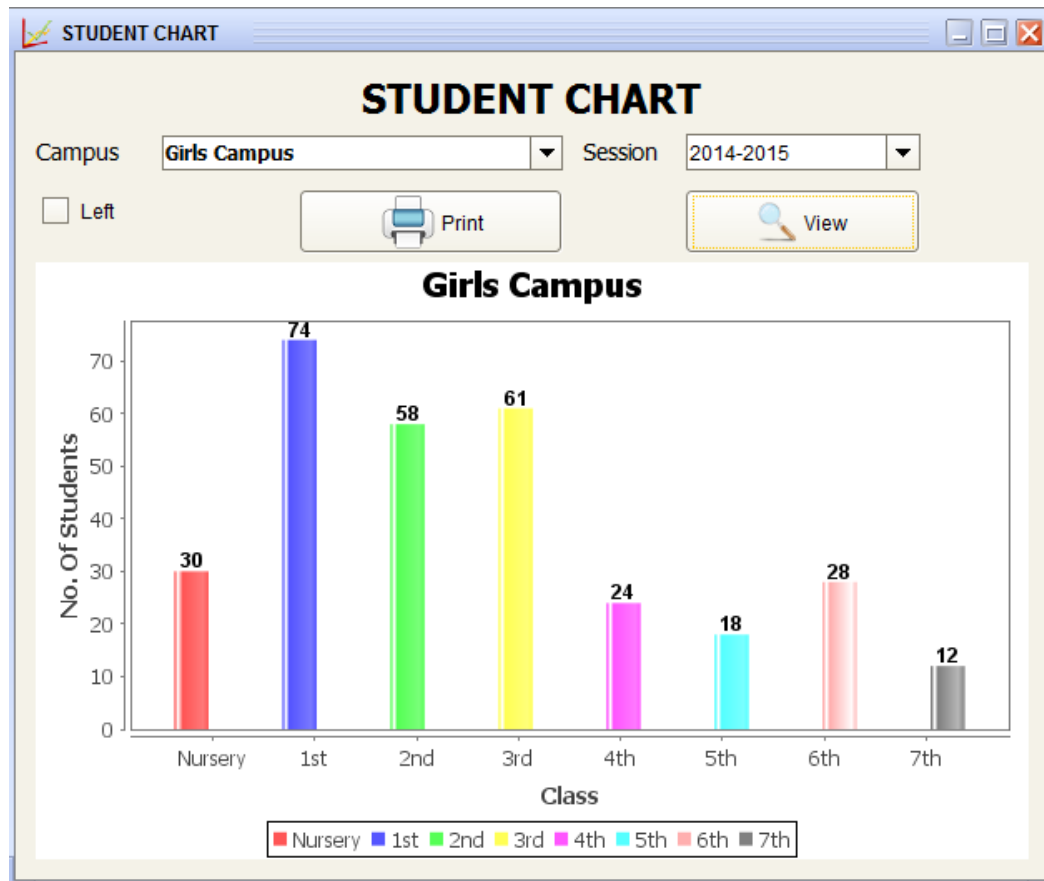 STUDENT CHART
STUDENT CHART
Campus Girls Campus Session 2014-2015
Left Print View
Girls Campus
74
70
61
60
58
50
No. Of Students
40
30
30
28
24
20
18
12
10
0
Nursery 1st 2nd 3rd 4th 5th 6th 7th
Class
Nursery 1st 2nd 3rd 4th 5th 6th 7th